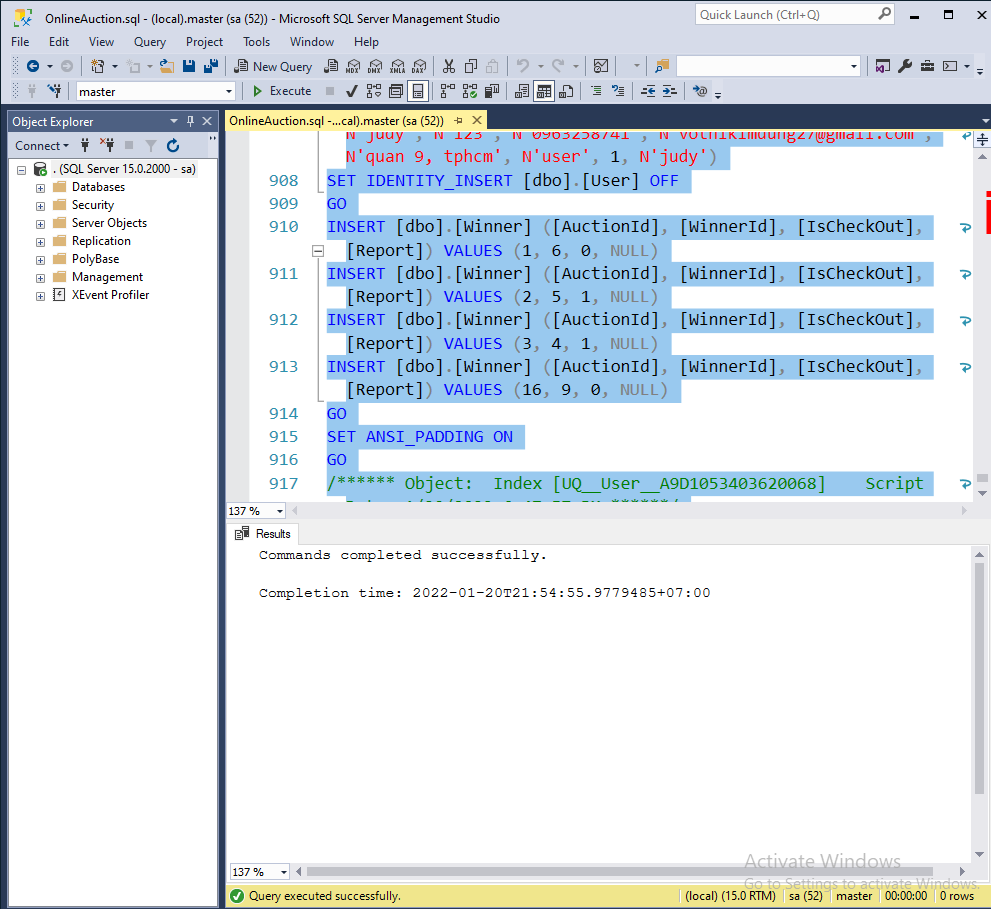 OnlineAuction.sql - (local).master (sa (52)) - Microsoft SQL Server Management Studio
Quick Launch (Ctrl+Q)
File Edit View Query Project Tools Window Help
New Query
MDX DMX XMLA DAX
master
Execute
Object Explorer
Connect
. (SQL Server 15.0.2000 - sa)
Databases
Security
Server Objects
Replication
PolyBase
Management
XEvent Profiler
OnlineAuction.sql -...cal).master (sa (52))
N'judy', N'123', N'0963258741', N'vothikimdung27@gmail.com',
N'quan 9, tphcm', N'user', 1, N'judy')
908 SET IDENTITY_INSERT [dbo].[User] OFF
909 GO
910 INSERT [dbo].[Winner] ([AuctionId], [WinnerId], [IsCheckOut],
[Report]) VALUES (1, 6, 0, NULL)
911 INSERT [dbo].[Winner] ([AuctionId], [WinnerId], [IsCheckOut],
[Report]) VALUES (2, 5, 1, NULL)
912 INSERT [dbo].[Winner] ([AuctionId], [WinnerId], [IsCheckOut],
[Report]) VALUES (3, 4, 1, NULL)
913 INSERT [dbo].[Winner] ([AuctionId], [WinnerId], [IsCheckOut],
[Report]) VALUES (16, 9, 0, NULL)
914 GO
915 SET ANSI_PADDING ON
916 GO
917 /****** Object:  Index [UQ__User__A9D1053403620068]    Script
137 %
Results
Commands completed successfully.
Completion time: 2022-01-20T21:54:55.9779485+07:00
137 %
Activate Windows
Go to Settings to activate Windows.
Query executed successfully.
(local) (15.0 RTM) sa (52) master 00:00:00 0 rows